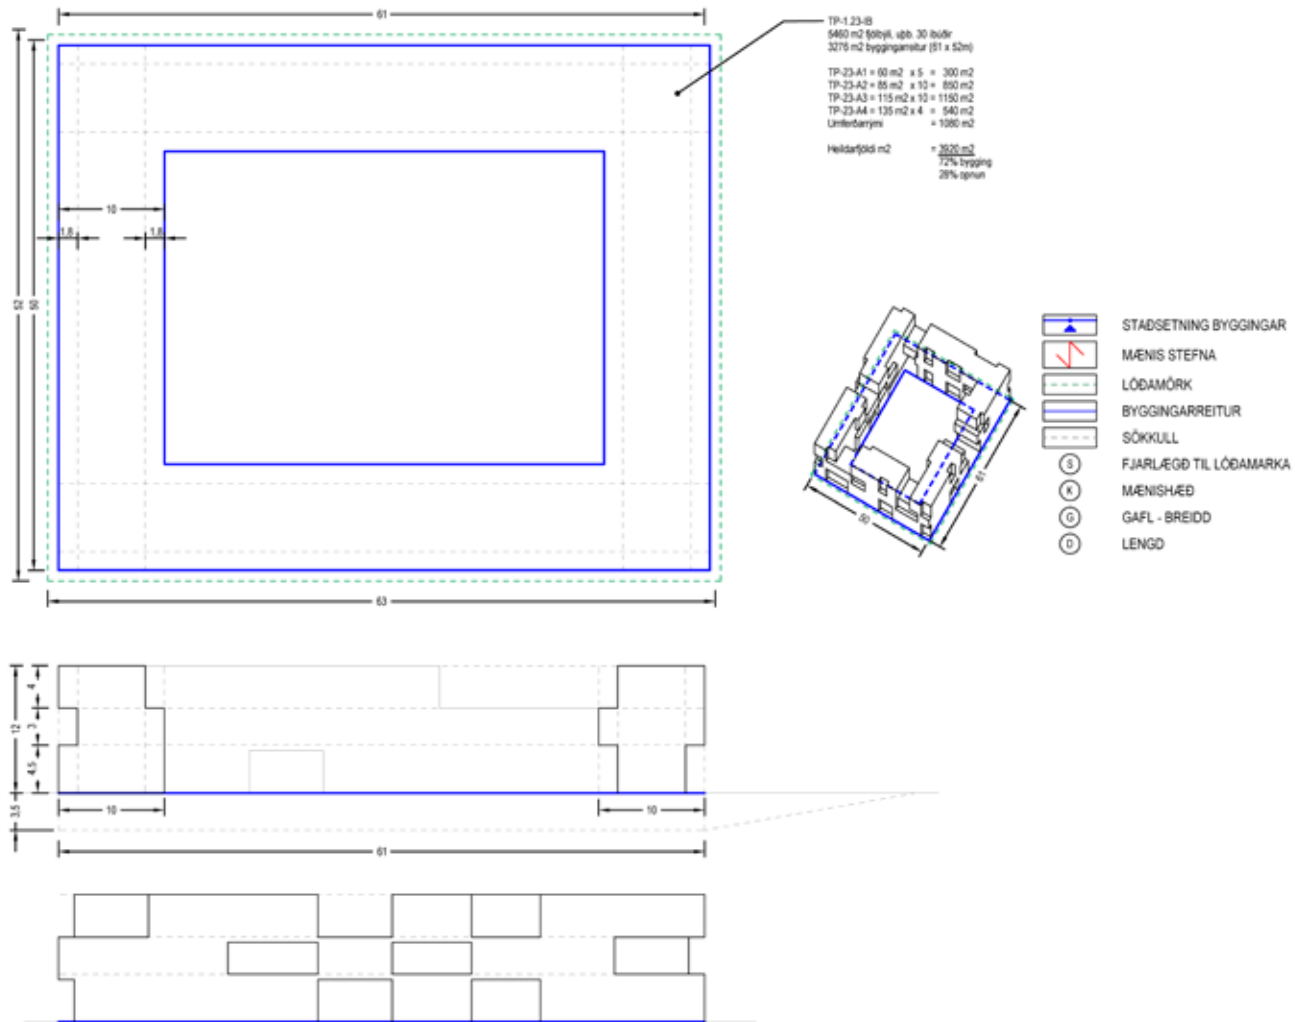 61
TP-1.23-IB
5460 m2 fjölbýli, upb. 30 íbúðir
3276 m2 byggingarreitur (61 x 52m)
TP-23-A1 = 60 m2 x 5 = 300 m2
TP-23-A2 = 85 m2 x 10 = 850 m2
TP-23-A3 = 115 m2 x 10 = 1150 m2
TP-23-A4 = 135 m2 x 4 = 540 m2
Umferðarrými = 1080 m2
Heildarfjöldi m2 = 3920 m2
72% bygging
28% opnun
10
1.8
1.8
52
50
63
50
61
STAÐSETNING BYGGINGAR
MÆNIS STEFNA
LÓÐAMÖRK
BYGGINGARREITUR
SÖKKULL
S FJARLÆGÐ TIL LÓÐAMARKA
K MÆNISHÆÐ
G GAFL - BREIDD
D LENGD
12
4
3
4.5
3.5
10
10
61